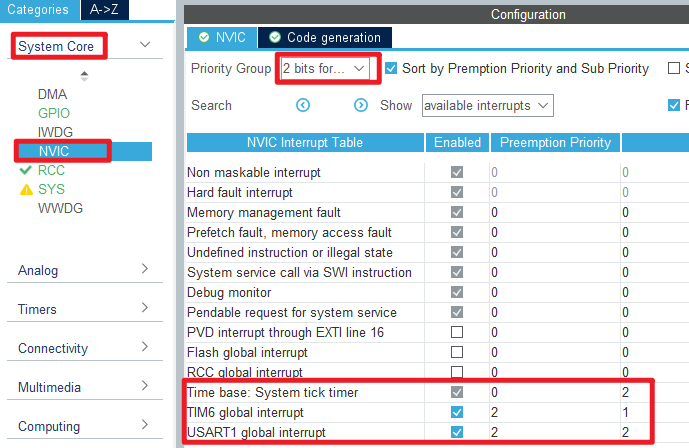 Categories A->Z
System Core
DMA
GPIO
IWDG
NVIC
RCC
SYS
WWDG
Analog
Timers
Connectivity
Multimedia
Computing
Configuration
NVIC Code generation
Priority Group 2 bits for... Sort by Premption Priority and Sub Priority
Search Show available interrupts
NVIC Interrupt Table Enabled Preemption Priority
Non maskable interrupt 0 0
Hard fault interrupt 0 0
Memory management fault 0 0
Prefetch fault, memory access fault 0 0
Undefined instruction or illegal state 0 0
System service call via SWI instruction 0 0
Debug monitor 0 0
Pendable request for system service 0 0
PVD interrupt through EXTI line 16 0 0
Flash global interrupt 0 0
RCC global interrupt 0 0
Time base: System tick timer 0 2
TIM6 global interrupt 2 1
USART1 global interrupt 2 2